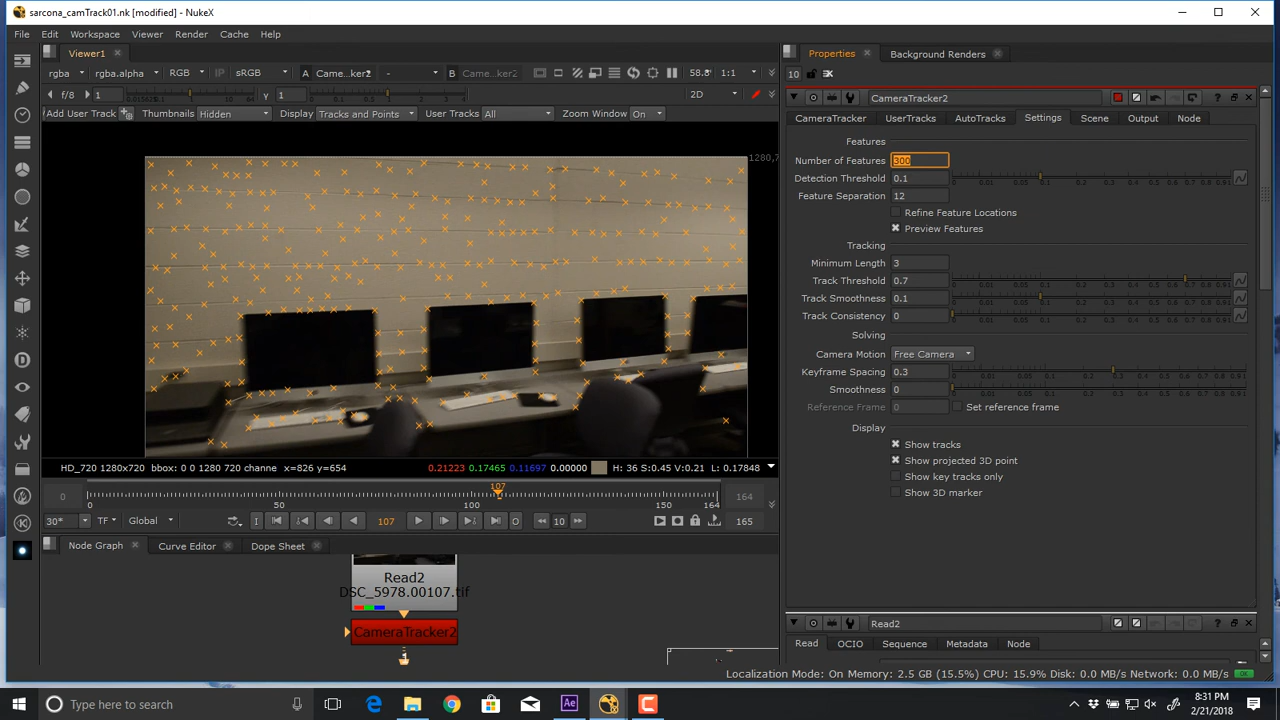 sarcona_camTrack01.nk [modified] - NukeX
File Edit Workspace Viewer Render Cache Help
Viewer1
Properties Background Renders
rgba rgba.alpha RGB IP sRGB A Came...ker2 - B Came...ker2 58.8 1:1
10
f/8 1 γ 1 2D
CameraTracker2
Add User Track Thumbnails Hidden Display Tracks and Points User Tracks All Zoom Window On
CameraTracker UserTracks AutoTracks Settings Scene Output Node
Features
Number of Features 300
Detection Threshold 0.1
Feature Separation 12
Refine Feature Locations
Preview Features
Tracking
Minimum Length 3
Track Threshold 0.7
Track Smoothness 0.1
Track Consistency 0
Solving
Camera Motion Free Camera
Keyframe Spacing 0.3
Smoothness 0
Reference Frame 0 Set reference frame
Display
Show tracks
Show projected 3D point
Show key tracks only
Show 3D marker
1280,7
HD_720 1280x720 bbox: 0 0 1280 720 channe x=826 y=654 0.21223 0.17465 0.11697 0.00000 H: 36 S:0.45 V:0.21 L: 0.17848
107
0 0 50 100 150 164 164
30* TF Global I 107 O 10 165
Node Graph Curve Editor Dope Sheet
Read2
DSC_5978.00107.tif
CameraTracker2
Read2
Read OCIO Sequence Metadata Node
Localization Mode: On Memory: 2.5 GB (15.5%) CPU: 15.9% Disk: 0.0 MB/s Network: 0.0 MB/s
Type here to search
8:31 PM
2/21/2018